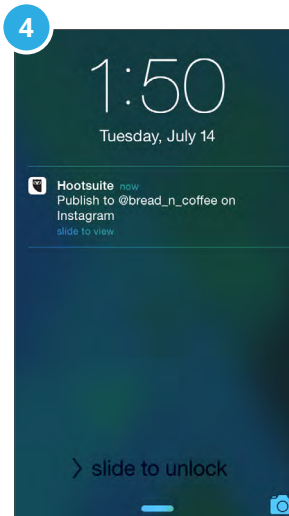 4
1:50
Tuesday, July 14
Hootsuite now
Publish to @bread_n_coffee on
Instagram
slide to view
> slide to unlock